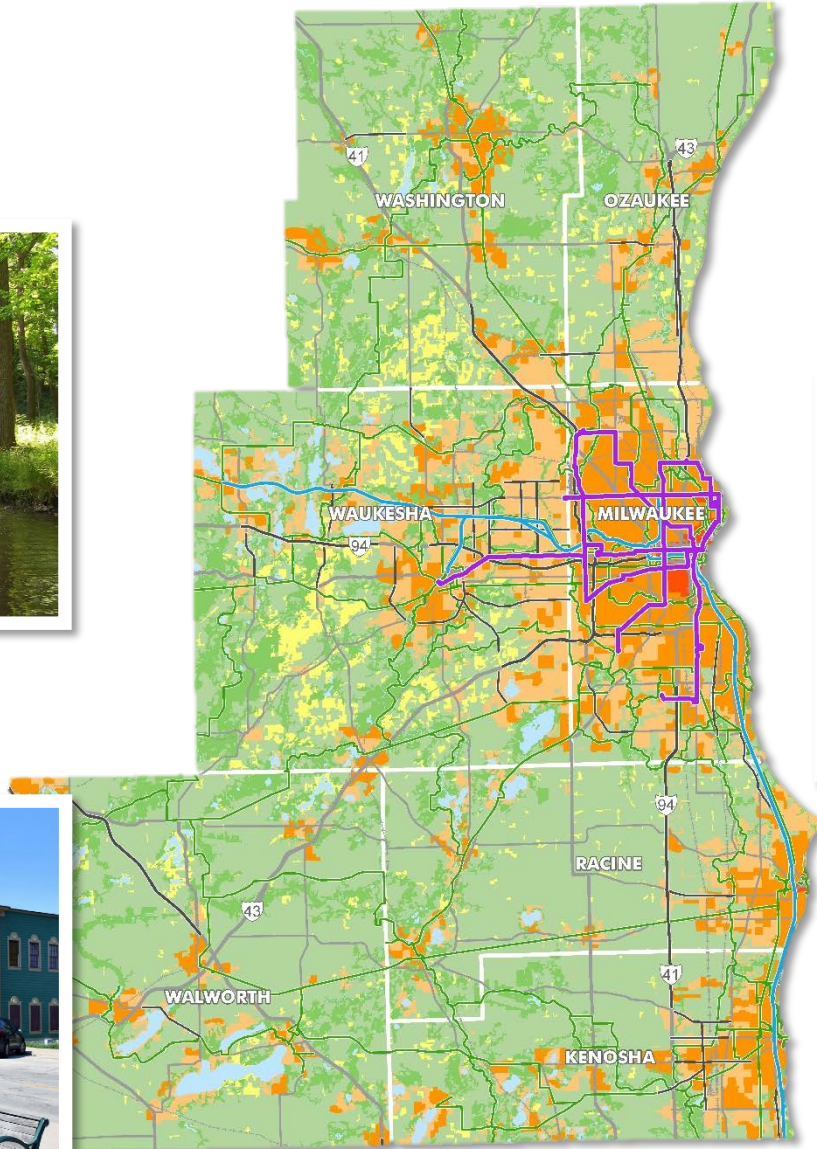 41
43
WASHINGTON
OZAUKEE
WAUKESHA
MILWAUKEE
94
94
RACINE
43
41
WALWORTH
KENOSHA